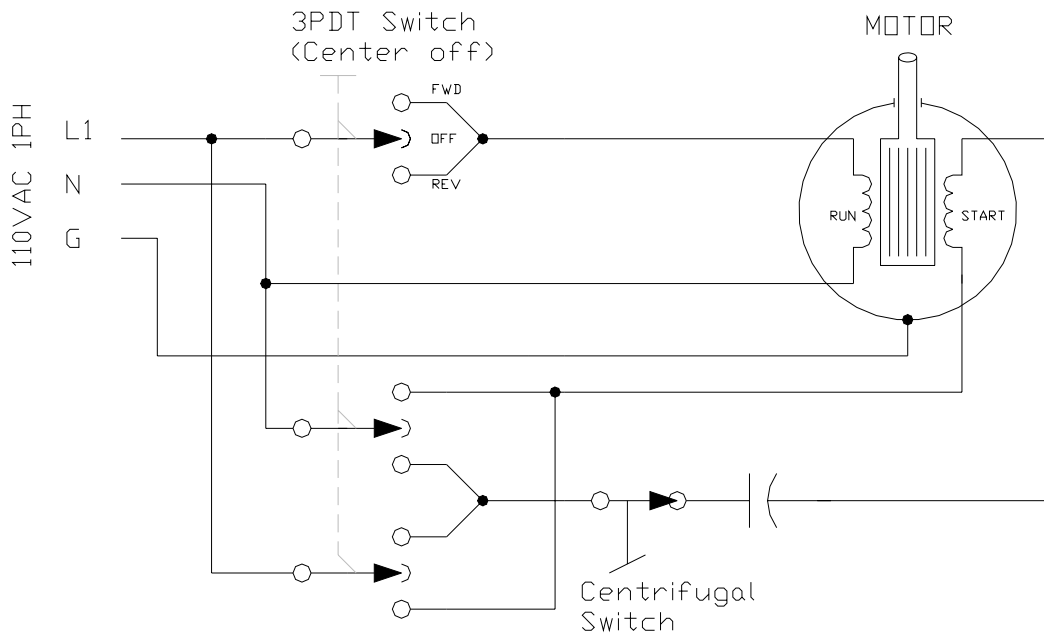 3PDT Switch
(Center off)
MOTOR
FWD
OFF
REV
110VAC 1PH
L1
N
G
RUN
START
Centrifugal
Switch